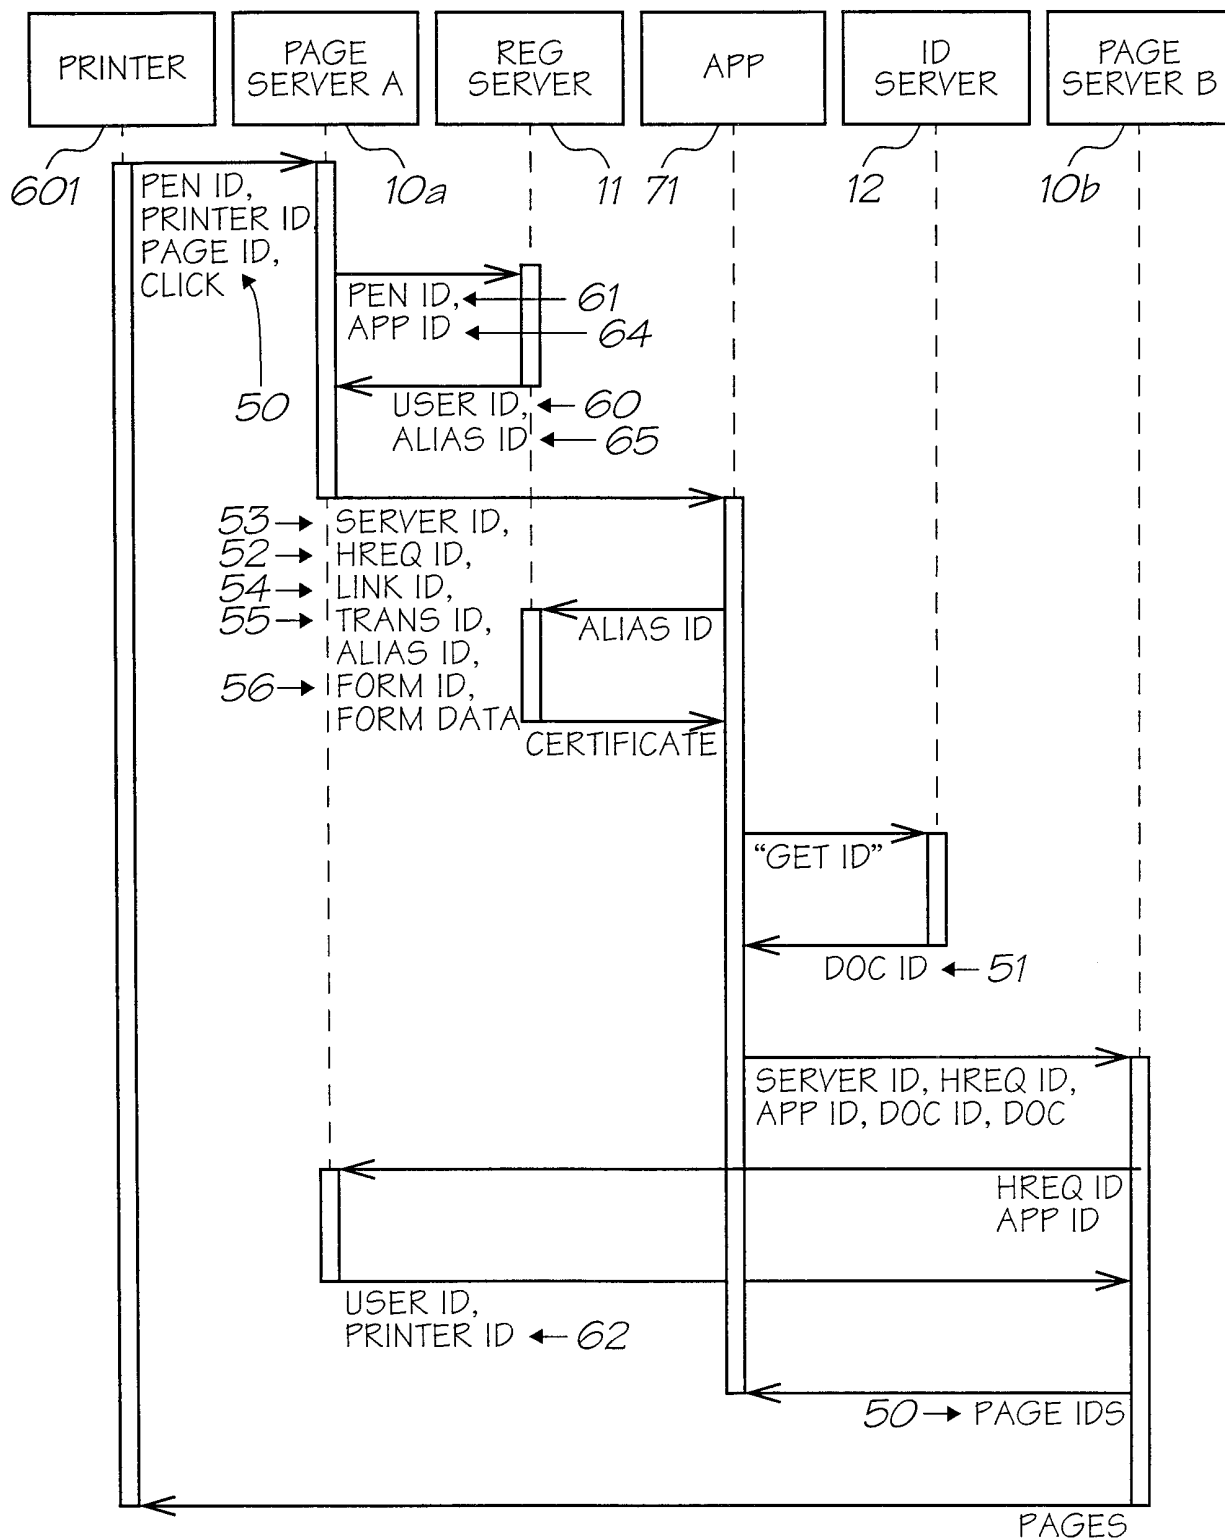 PRINTER
PAGE
SERVER A
REG
SERVER
APP
ID
SERVER
PAGE
SERVER B
601
10a
11
71
12
10b
PEN ID,
PRINTER ID
PAGE ID,
CLICK
50
PEN ID, 61
APP ID 64
USER ID, 60
ALIAS ID 65
53 SERVER ID,
52 HREQ ID,
54 LINK ID,
55 TRANS ID,
ALIAS ID,
56 FORM ID,
FORM DATA
ALIAS ID
CERTIFICATE
“GET ID”
DOC ID 51
SERVER ID, HREQ ID,
APP ID, DOC ID, DOC
HREQ ID
APP ID
USER ID,
PRINTER ID 62
50 PAGE IDS
PAGES